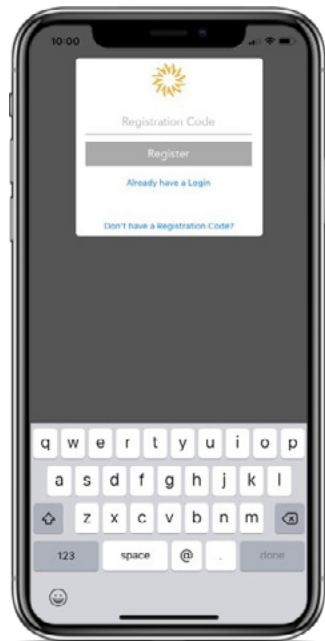 10:00
Registration Code
Register
Already have a Login
Don't have a Registration Code?
q w e r t y u i o p
a s d f g h j k l
z x c v b n m
123 space @ . done